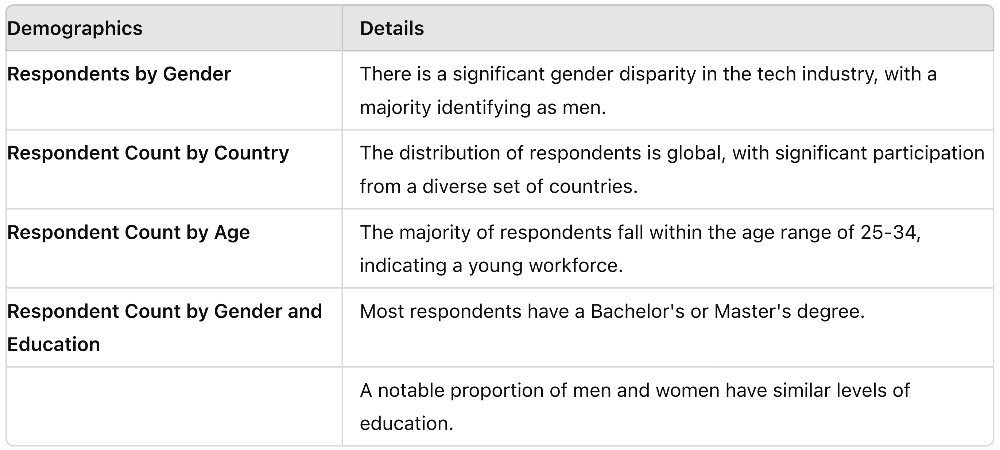 Demographics
Details
Respondents by Gender
There is a significant gender disparity in the tech industry, with a
majority identifying as men.
Respondent Count by Country
The distribution of respondents is global, with significant participation
from a diverse set of countries.
Respondent Count by Age
The majority of respondents fall within the age range of 25-34,
indicating a young workforce.
Respondent Count by Gender and
Education
Most respondents have a Bachelor's or Master's degree.
A notable proportion of men and women have similar levels of
education.